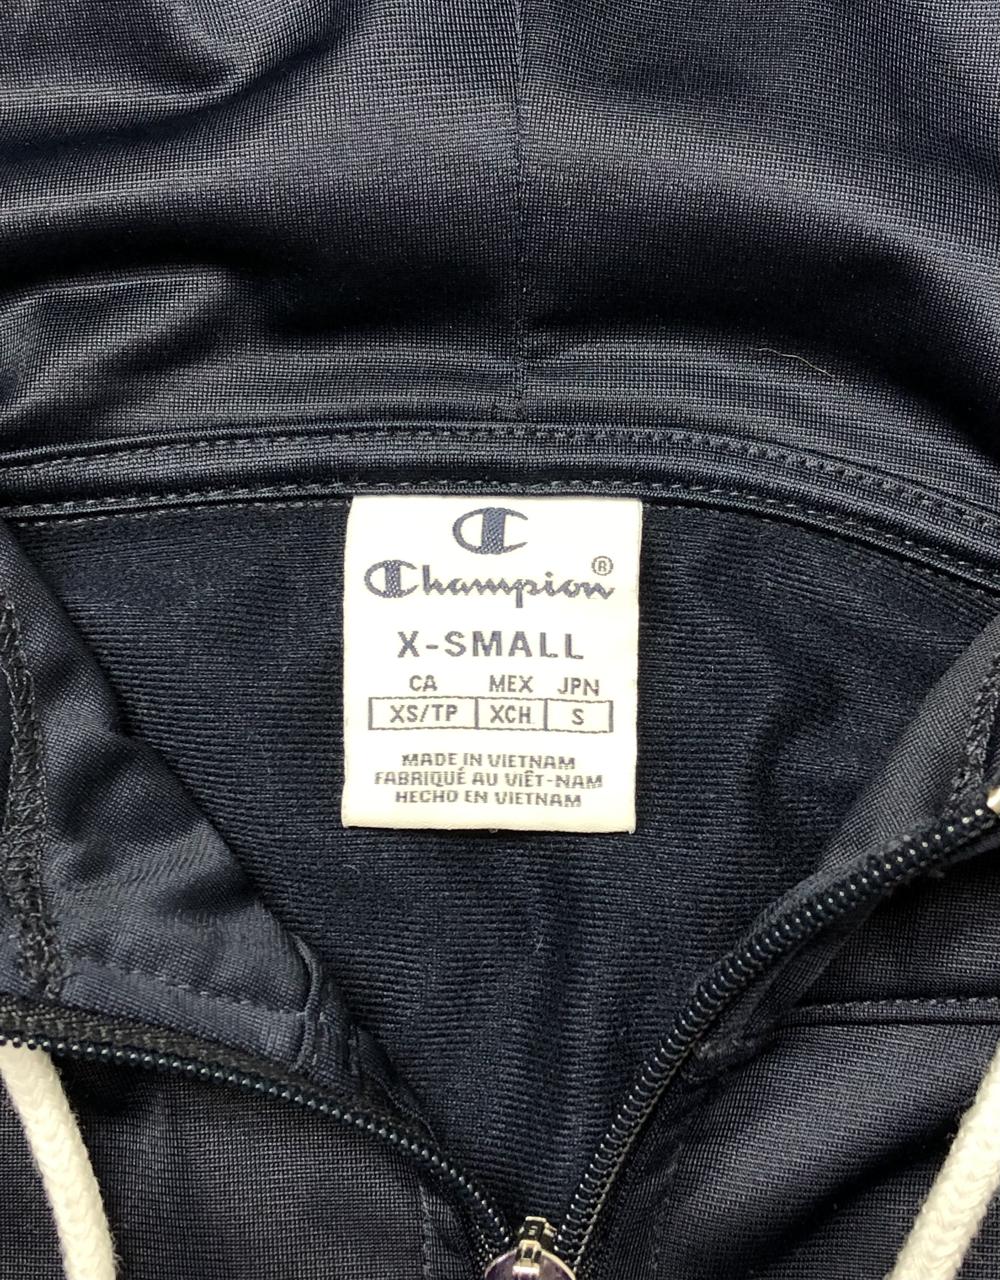 Champion®
X-SMALL
CA MEX JPN
XS/TP XCH S
MADE IN VIETNAM
FABRIQUÉ AU VIÊT-NAM
HECHO EN VIETNAM